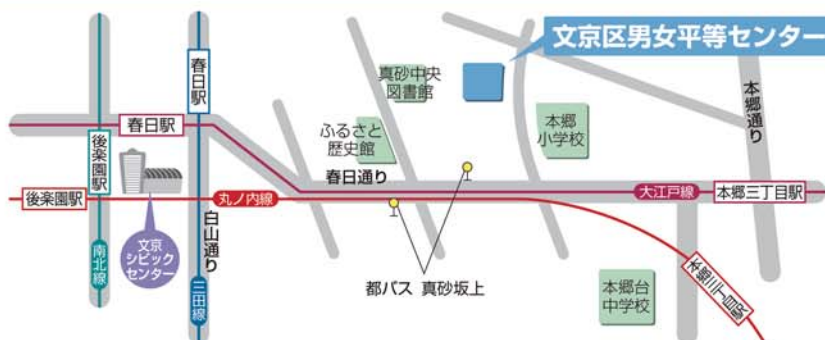 文京区男女平等センター
春日駅
真砂中央
図書館
本郷通り
春日駅
後楽園駅
ふるさと
歴史館
本郷
小学校
春日通り
大江戸線
本郷三丁目駅
後楽園駅
丸ノ内線
白山通り
文京
シビック
センター
南北線
三田線
都バス 真砂坂上
本郷台
中学校
本郷三丁目駅